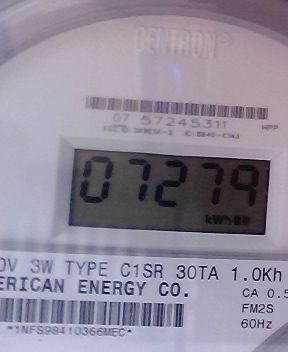 CENTRON®
07 57245311
07279
kWh
0V 3W TYPE C1SR 30TA 1.0Kh
ERICAN ENERGY CO.
CA 0.5
FM2S
60Hz
*1NFS98410366MEC*